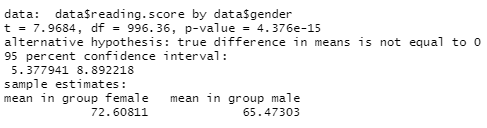 data:  data$reading.score by data$gender
t = 7.9684, df = 996.36, p-value = 4.376e-15
alternative hypothesis: true difference in means is not equal to 0
95 percent confidence interval:
 5.377941 8.892218
sample estimates:
mean in group female   mean in group male
            72.60811             65.47303